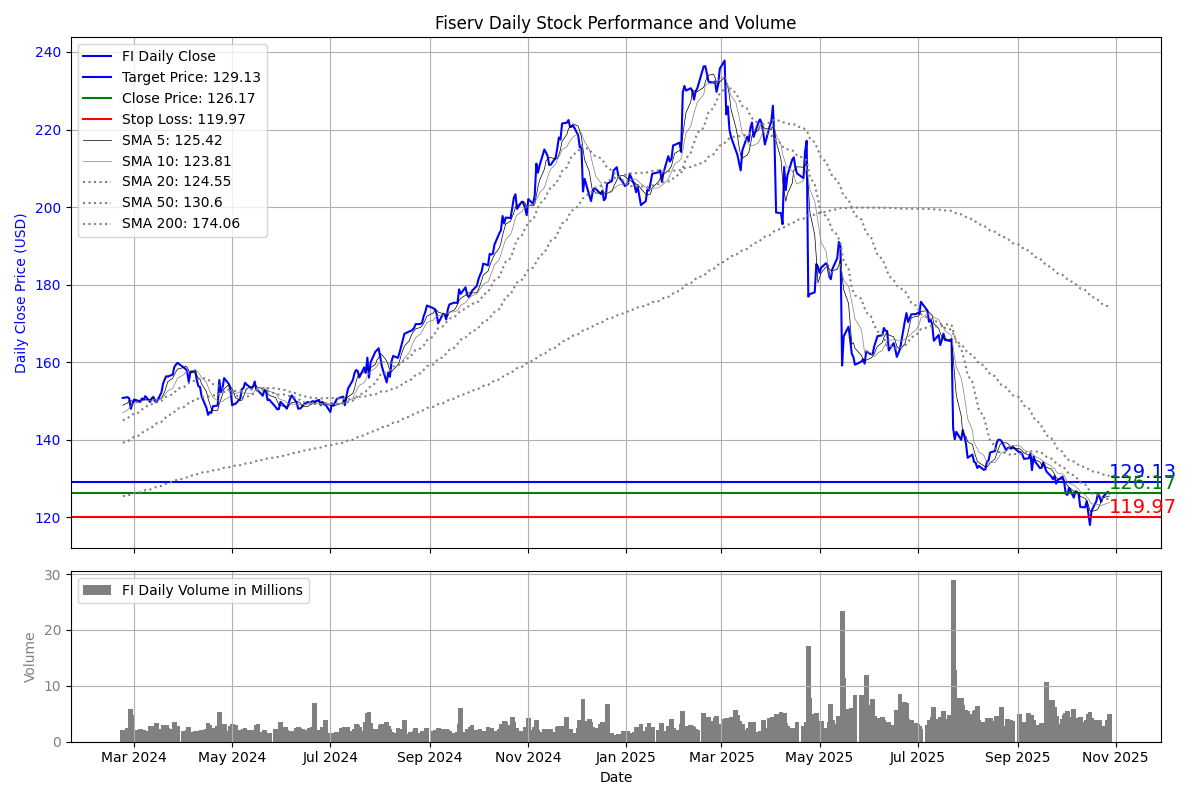 Fiserv Daily Stock Performance and Volume
Daily Close Price (USD)
240
220
200
180
160
140
120
FI Daily Close
Target Price: 129.13
Close Price: 126.17
Stop Loss: 119.97
SMA 5: 125.42
SMA 10: 123.81
SMA 20: 124.55
SMA 50: 130.6
SMA 200: 174.06
129.13
126.17
119.97
Volume
30
20
10
0
FI Daily Volume in Millions
Mar 2024 May 2024 Jul 2024 Sep 2024 Nov 2024 Jan 2025 Mar 2025 May 2025 Jul 2025 Sep 2025 Nov 2025
Date